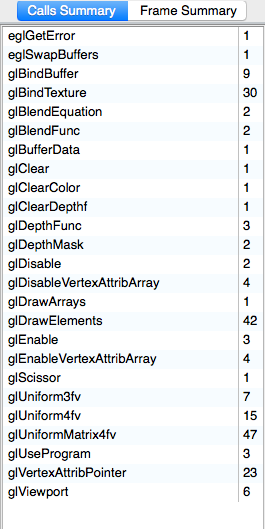 Calls Summary Frame Summary
eglGetError 1
eglSwapBuffers 1
glBindBuffer 9
glBindTexture 30
glBlendEquation 2
glBlendFunc 2
glBufferData 1
glClear 1
glClearColor 1
glClearDepthf 1
glDepthFunc 3
glDepthMask 2
glDisable 2
glDisableVertexAttribArray 4
glDrawArrays 1
glDrawElements 42
glEnable 3
glEnableVertexAttribArray 4
glScissor 1
glUniform3fv 7
glUniform4fv 15
glUniformMatrix4fv 47
glUseProgram 3
glVertexAttribPointer 23
glViewport 6